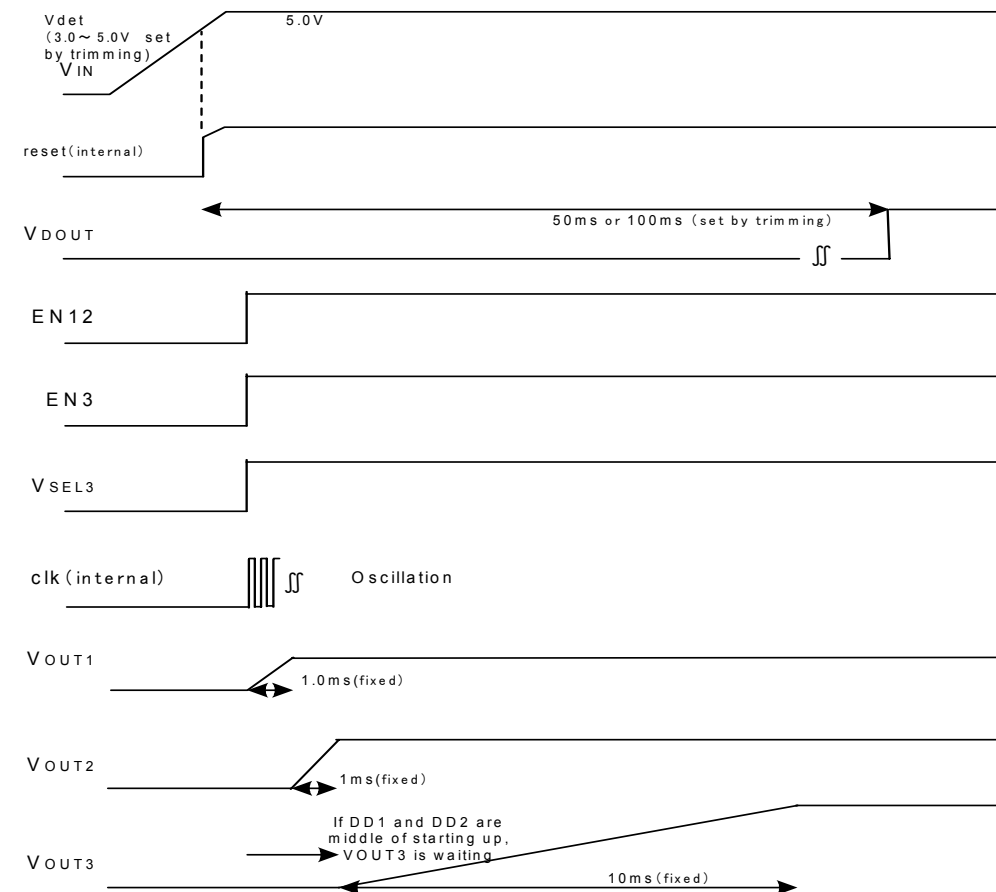 Vdet
(3.0～5.0V set
by trimming)
5.0V
VIN
reset(internal)
50ms or 100ms (set by trimming)
VDOUT
∬
EN12
EN3
VSEL3
clk(internal)
∬
Oscillation
VOUT1
1.0ms(fixed)
VOUT2
1ms(fixed)
If DD1 and DD2 are
middle of starting up,
VOUT3 is waiting
VOUT3
10ms(fixed)